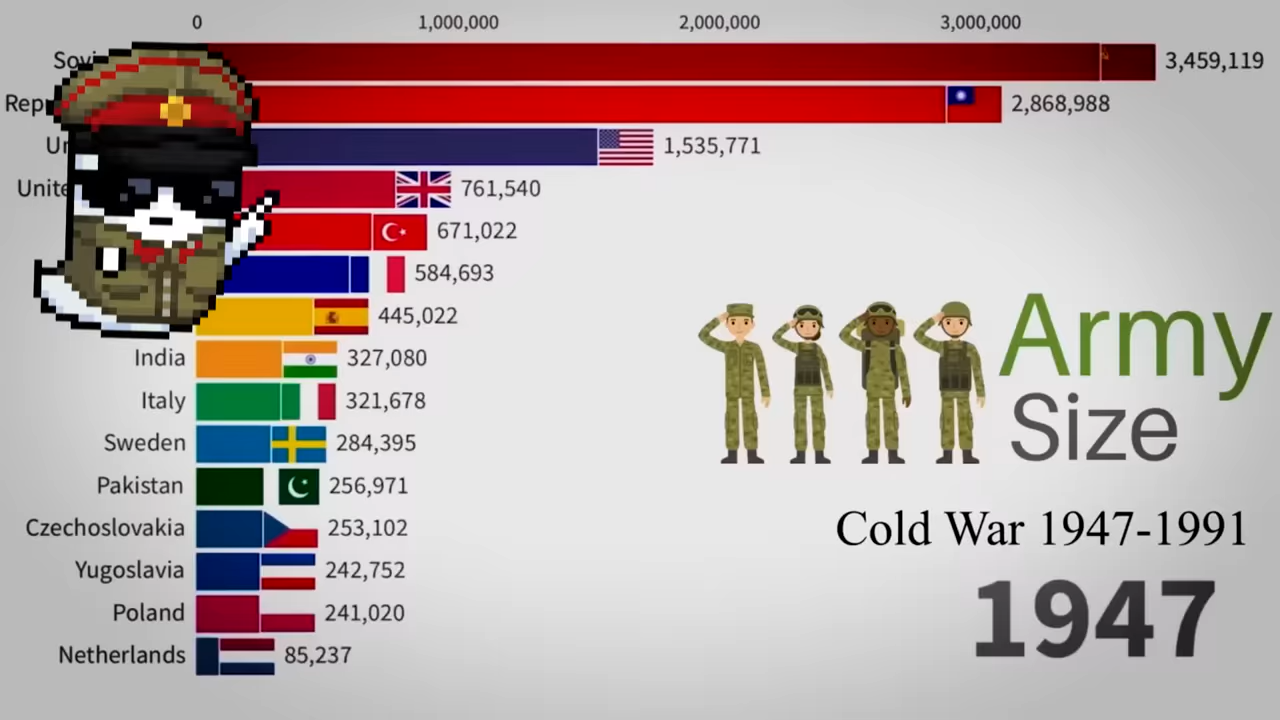 0 1,000,000 2,000,000 3,000,000
3,459,119
2,868,988
1,535,771
761,540
671,022
584,693
445,022
India 327,080
Italy 321,678
Sweden 284,395
Pakistan 256,971
Czechoslovakia 253,102
Yugoslavia 242,752
Poland 241,020
Netherlands 85,237
Army
Size
Cold War 1947-1991
1947